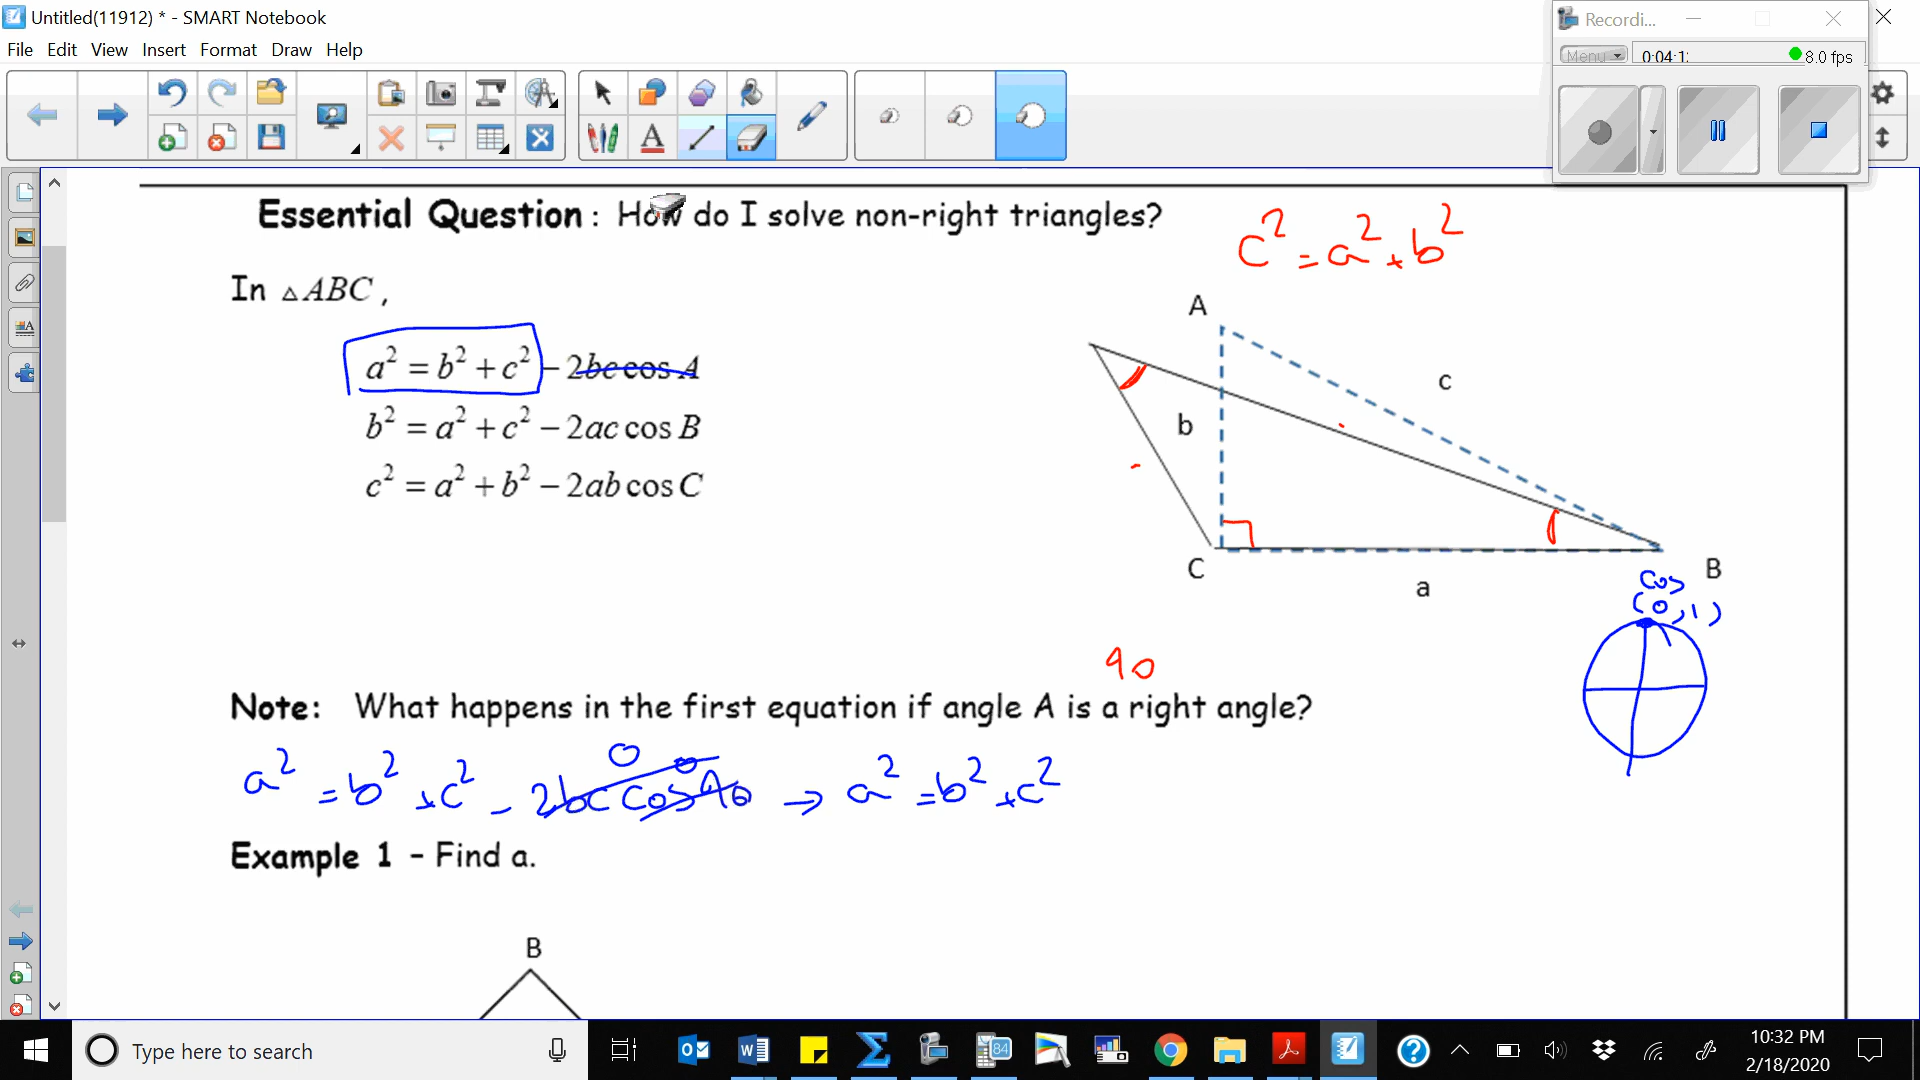 Untitled(11912) * - SMART Notebook
File Edit View Insert Format Draw Help
Recordi...
Menu
0:04:1
8.0 fps
Essential Question : How do I solve non-right triangles?
c² = a² + b²
In △ABC ,
a² = b² + c² − 2bc cos A
b² = a² + c² − 2ac cos B
c² = a² + b² − 2ab cos C
A
c
b
C
B
a
cos
(0,1)
90
Note: What happens in the first equation if angle A is a right angle?
0 0
a² = b² + c² - 2bc cos 90 → a² = b² + c²
Example 1 - Find a.
B
Type here to search
84
10:32 PM
2/18/2020